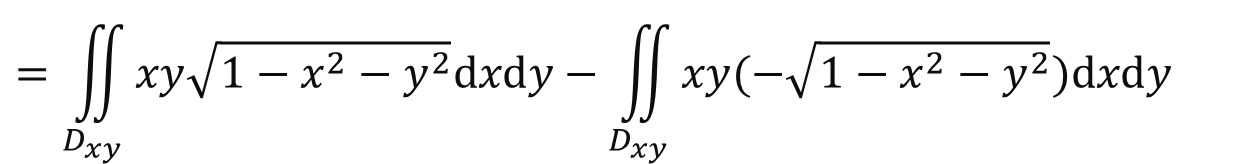 = ∬_{D_{xy}} xy√(1 − x² − y²)dxdy − ∬_{D_{xy}} xy(−√(1 − x² − y²))dxdy